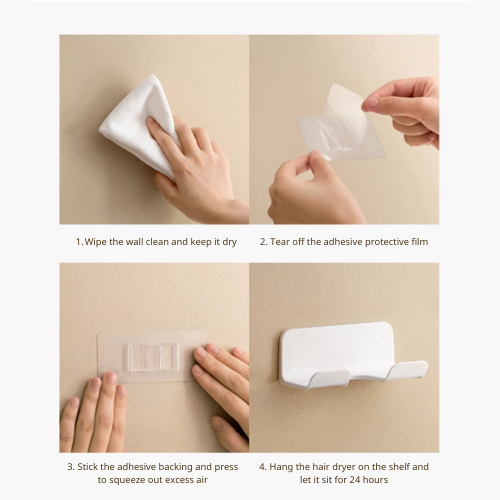 1.Wipe the wall clean and keep it dry
2. Tear off the adhesive protective film
3. Stick the adhesive backing and press
to squeeze out excess air
4. Hang the hair dryer on the shelf and
let it sit for 24 hours